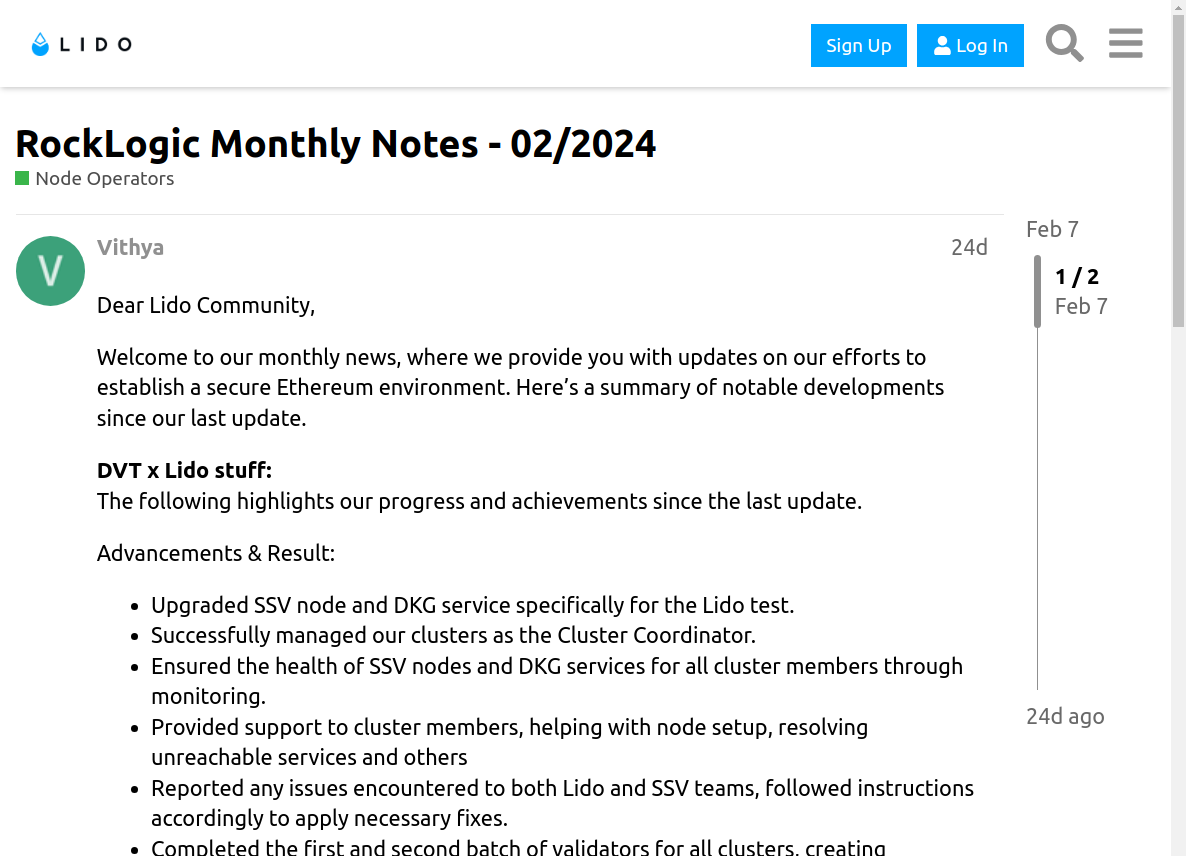 LIDO
Sign Up
Log In
RockLogic Monthly Notes - 02/2024
Node Operators
V
Vithya
24d
Dear Lido Community,
Welcome to our monthly news, where we provide you with updates on our efforts to
establish a secure Ethereum environment. Here’s a summary of notable developments
since our last update.
DVT x Lido stuff:
The following highlights our progress and achievements since the last update.
Advancements & Result:
• Upgraded SSV node and DKG service specifically for the Lido test.
• Successfully managed our clusters as the Cluster Coordinator.
• Ensured the health of SSV nodes and DKG services for all cluster members through
monitoring.
• Provided support to cluster members, helping with node setup, resolving
unreachable services and others
• Reported any issues encountered to both Lido and SSV teams, followed instructions
accordingly to apply necessary fixes.
• Completed the first and second batch of validators for all clusters, creating
Feb 7
1 / 2
Feb 7
24d ago